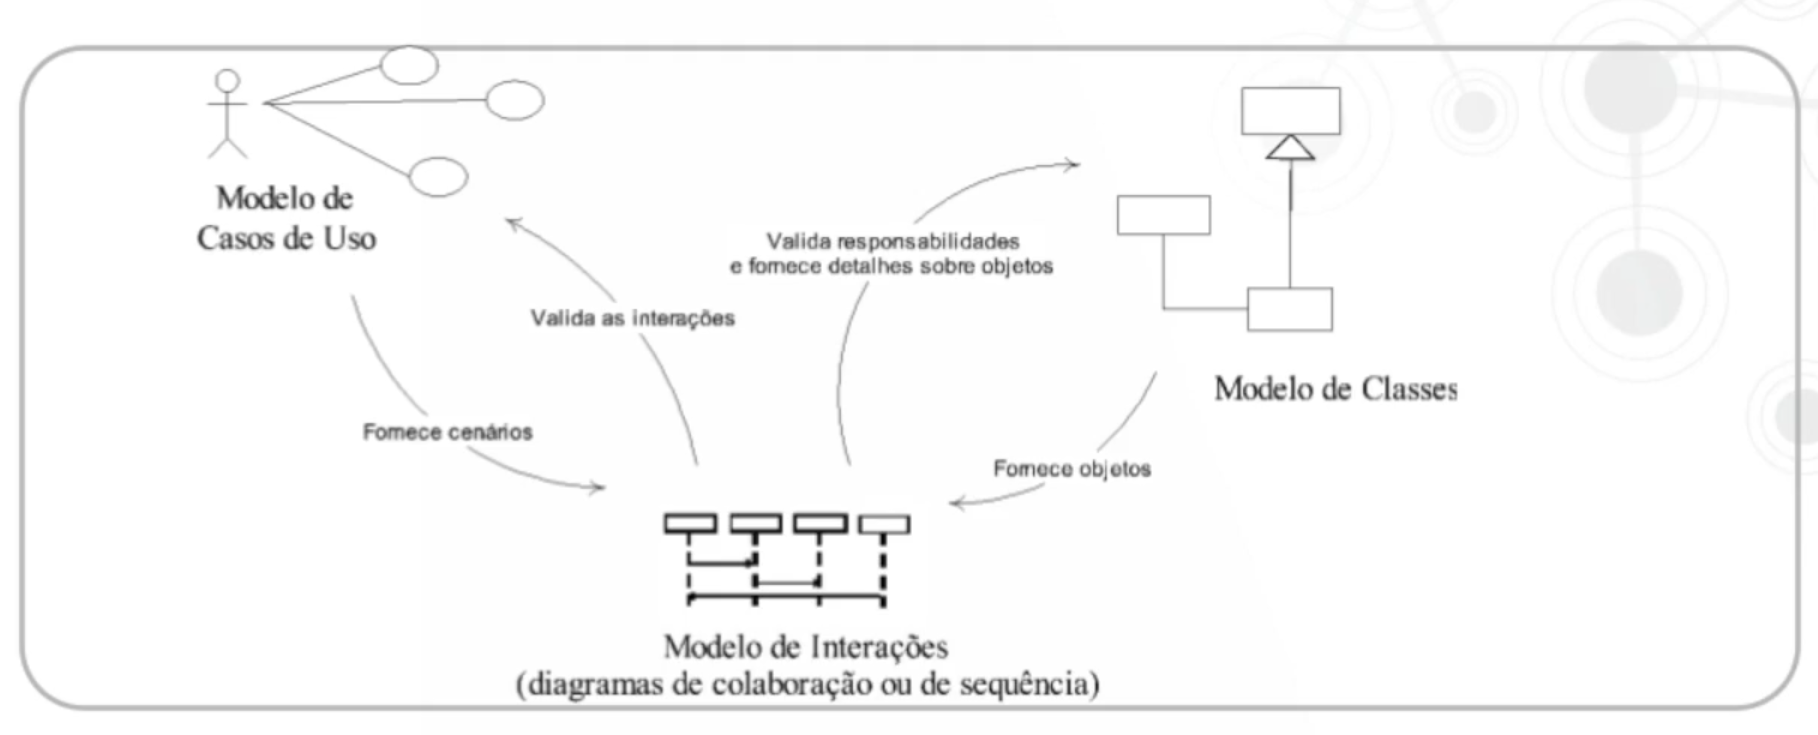 Modelo de
Casos de Uso
Valida responsabilidades
e fornece detalhes sobre objetos
Valida as interações
Modelo de Classes
Fornece cenários
Fornece objetos
Modelo de Interações
(diagramas de colaboração ou de sequência)